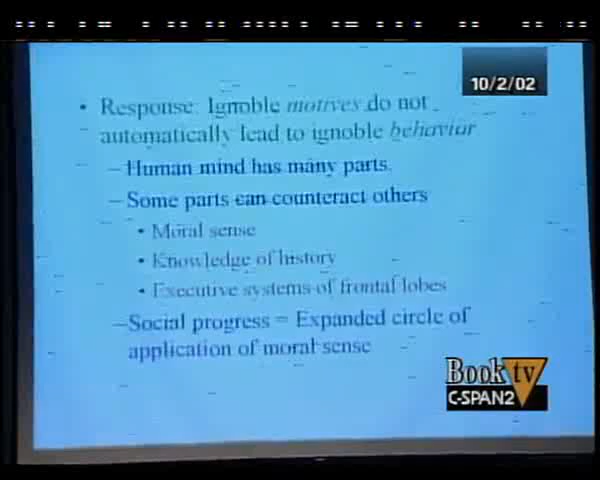 10/2/02
• Response: Ignoble motives do not
automatically lead to ignoble behavior
–Human mind has many parts.
–Some parts can counteract others
• Moral sense
• Knowledge of history
• Executive systems of frontal lobes
–Social progress = Expanded circle of
application of moral sense
Book tv
C-SPAN2